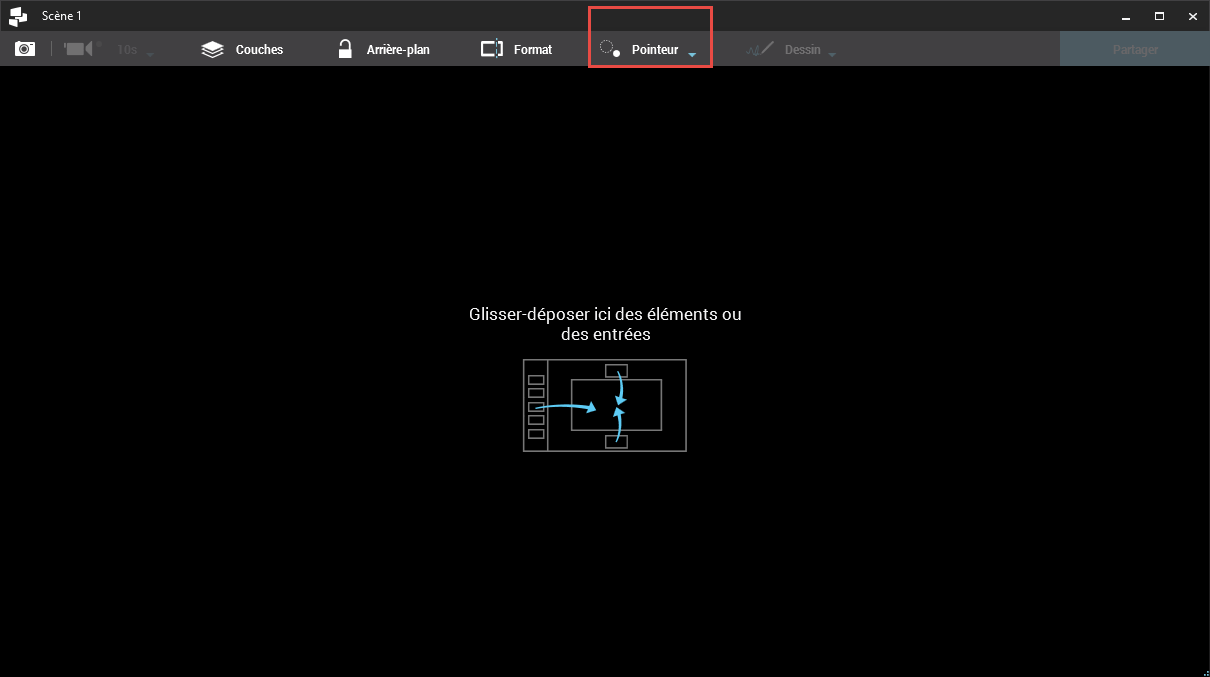 Scène 1
10s
Couches
Arrière-plan
Format
Pointeur
Dessin
Partager
Glisser-déposer ici des éléments ou
des entrées